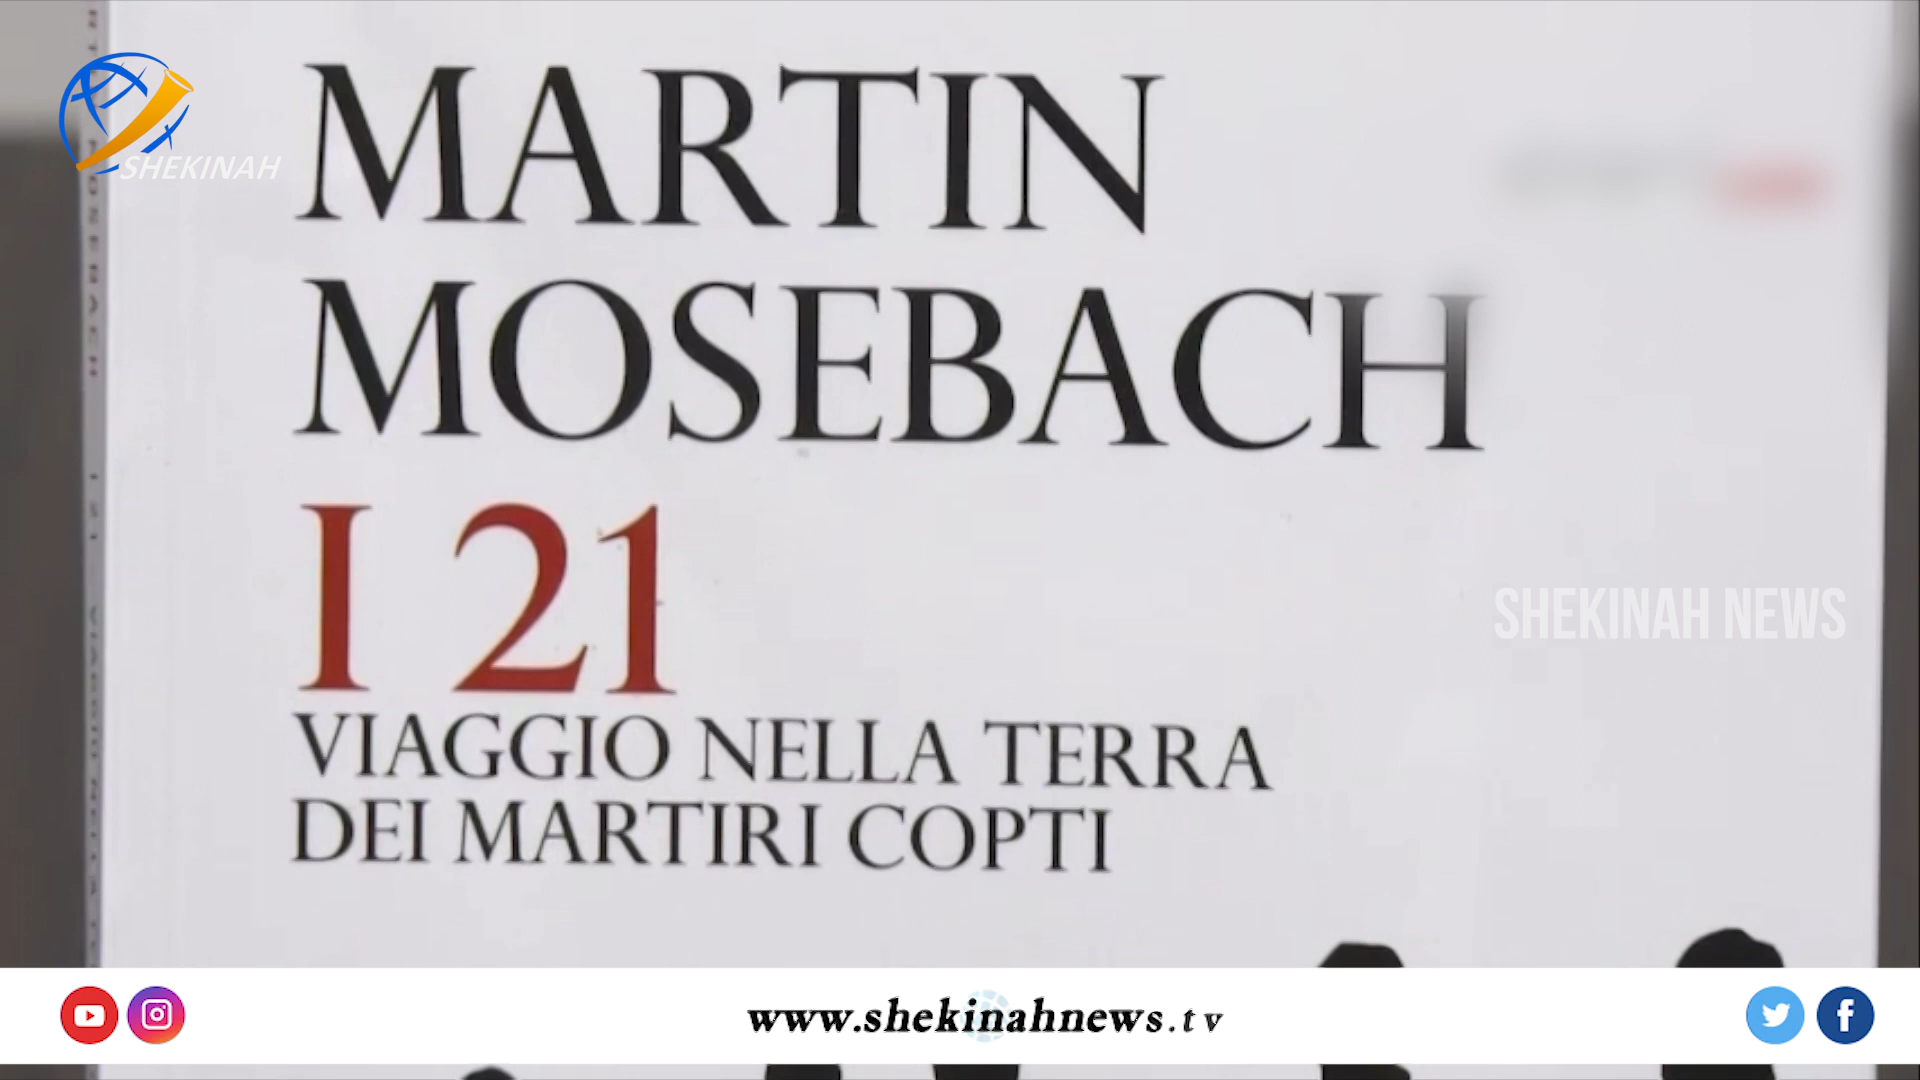 SHEKINAH
MARTIN
MOSEBACH
I 21
VIAGGIO NELLA TERRA
DEI MARTIRI COPTI
SHEKINAH NEWS
www.shekinahnews.tv